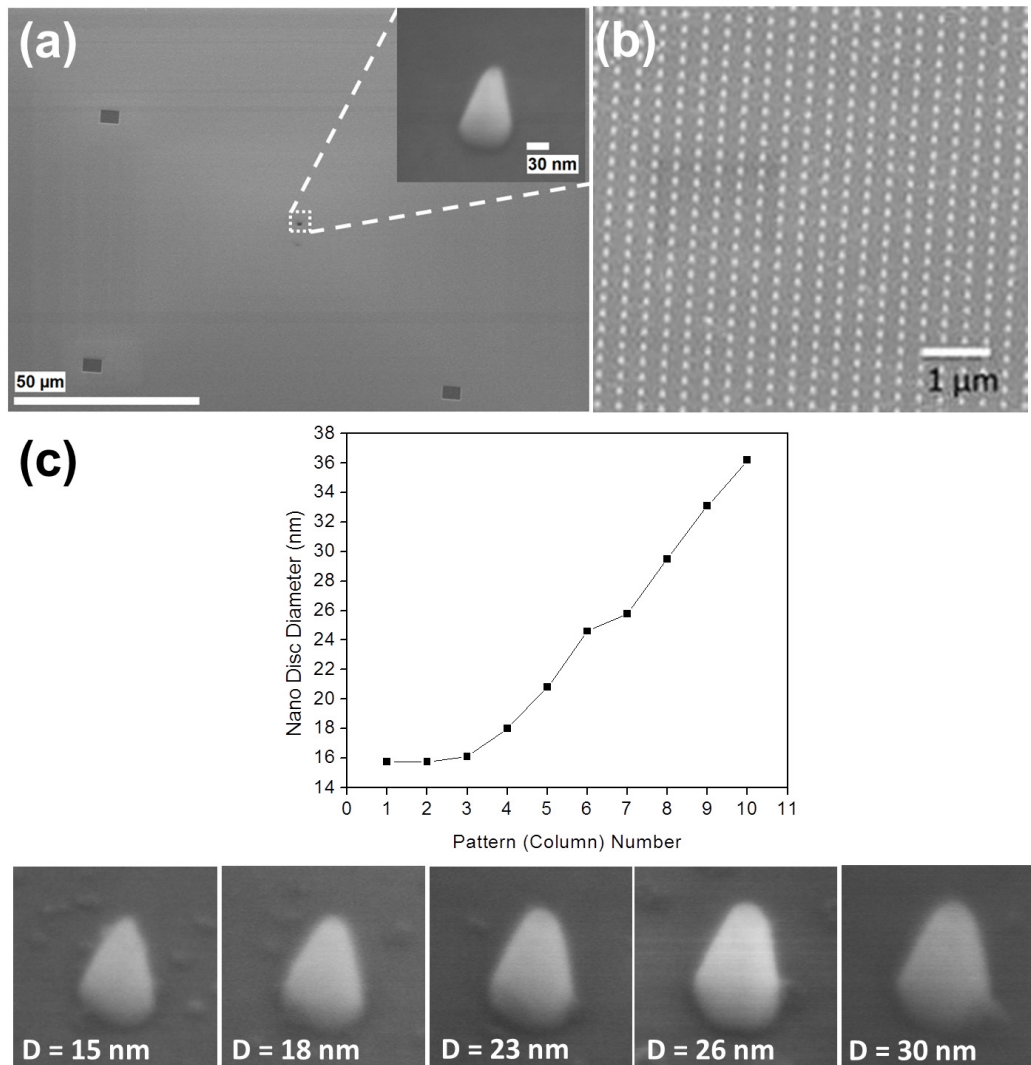 (a)
30 nm
50 µm
(b)
1 µm
(c)
38
36
34
32
30
28
26
24
22
20
18
16
14
Nano Disc Diameter (nm)
0 1 2 3 4 5 6 7 8 9 10 11
Pattern (Column) Number
D = 15 nm
D = 18 nm
D = 23 nm
D = 26 nm
D = 30 nm